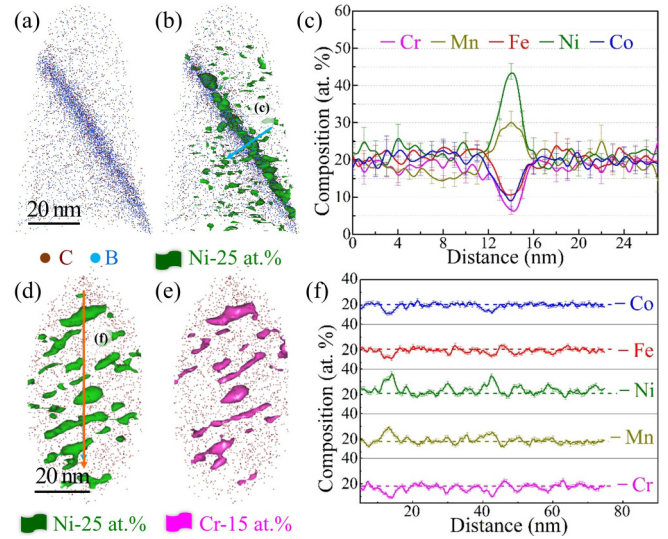 (a)
(b)
(c)
20 nm
C
B
Ni-25 at.%
(c)
60
50
40
30
20
10
0
Composition (at. %)
Cr
Mn
Fe
Ni
Co
0
4
8
12
16
20
24
Distance (nm)
(d)
(f)
20 nm
(e)
Ni-25 at.%
Cr-15 at.%
(f)
40
20
40
20
40
20
40
20
40
20
Composition (at. %)
Co
Fe
Ni
Mn
Cr
20
40
60
80
Distance (nm)